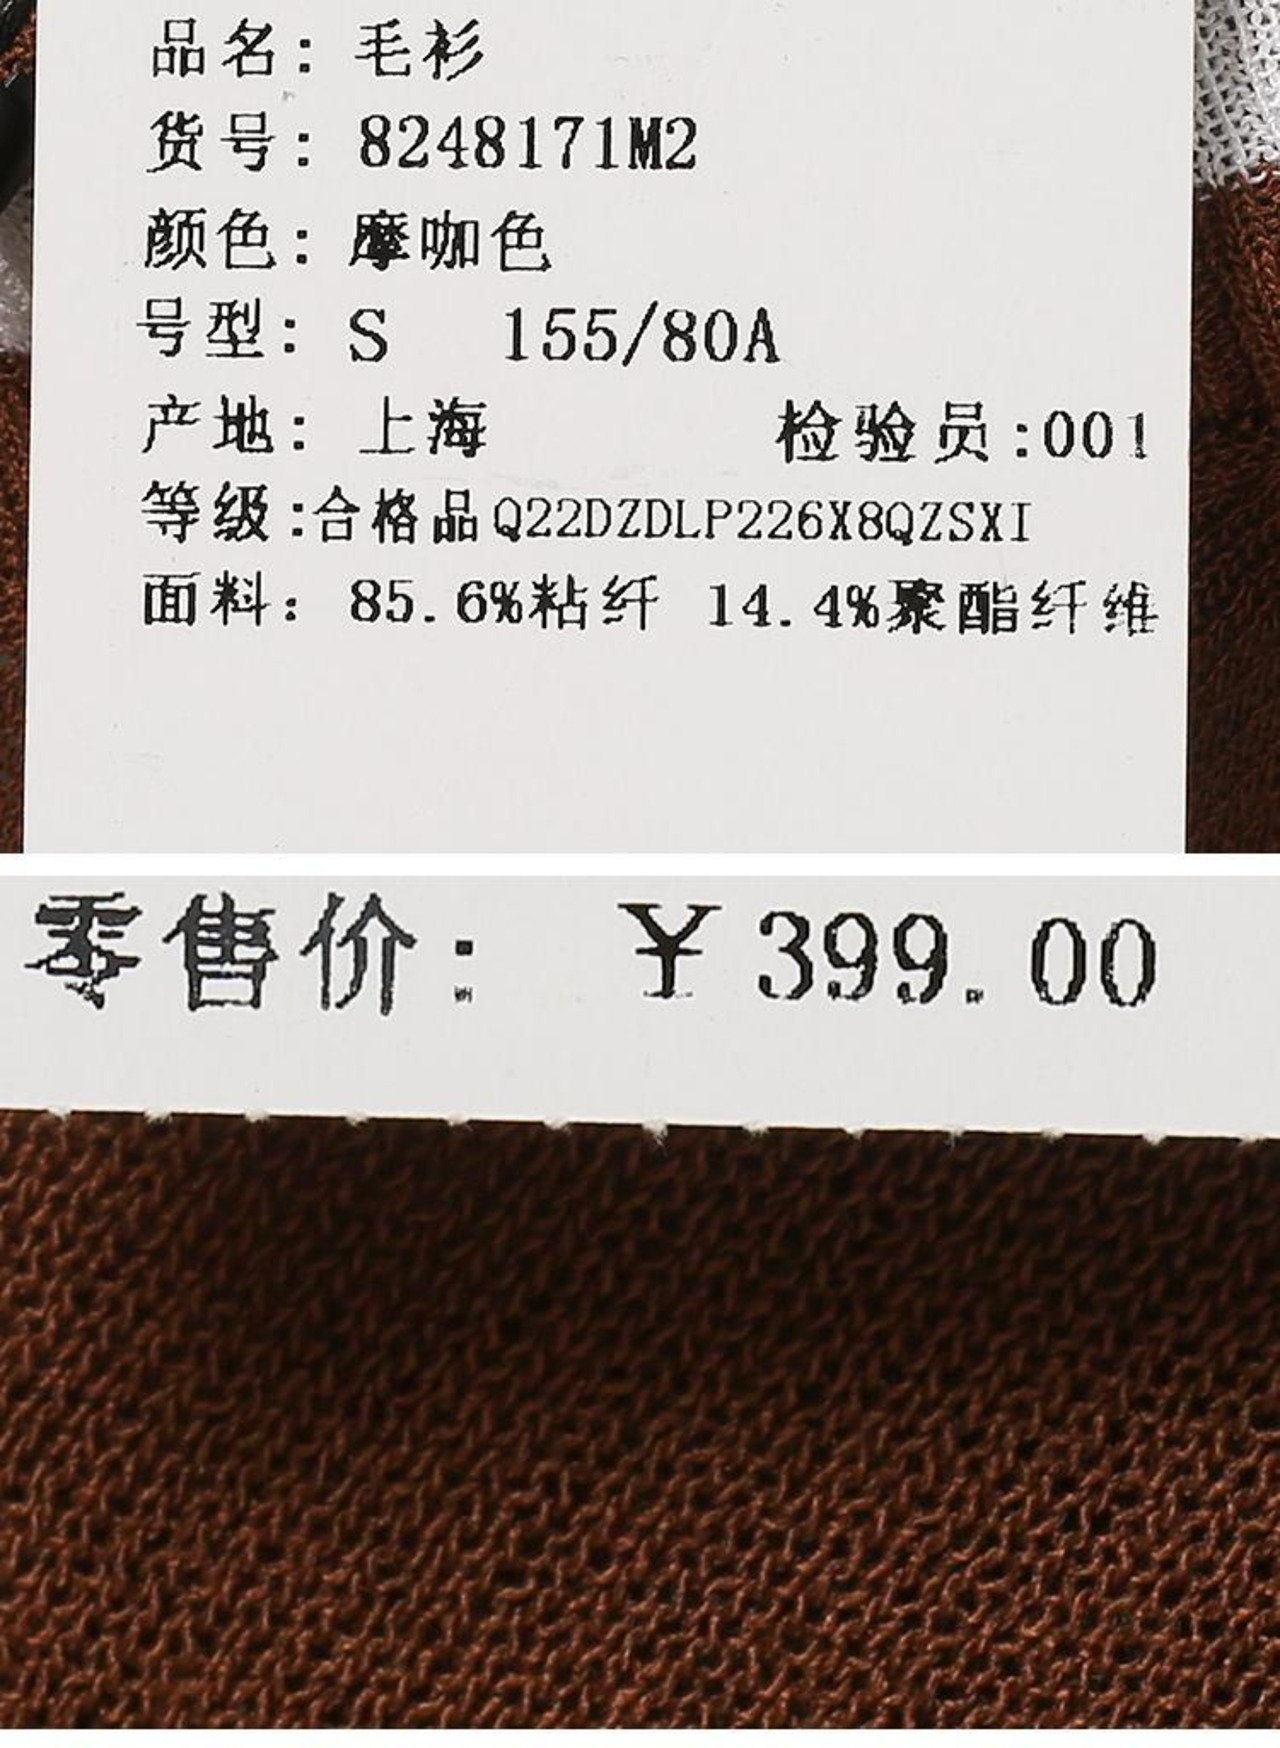 品名: 毛衫
货号: 8248171M2
颜色: 摩咖色
号型: S 155/80A
产地: 上海 检验员:001
等级:合格品Q22DZDLP226X8QZSXI
面料: 85.6%粘纤 14.4%聚酯纤维
零售价: ¥399.00